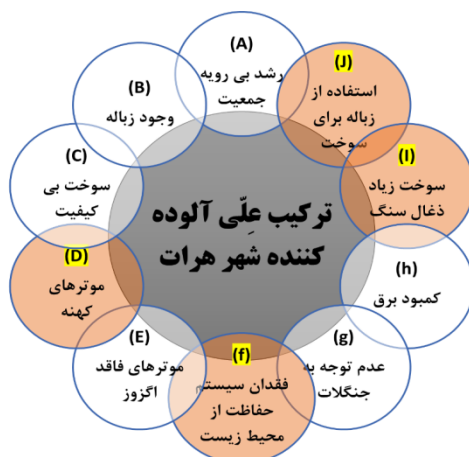 ترکیب علِّی آلوده
کننده شهر هرات
(A)
رشد بی رویه
جمعیت
(B)
وجود زباله
(C)
سوخت بی
کیفیت
(D)
موترهای
کهنه
(E)
موترهای فاقد
اگزوز
(f)
فقدان سیستم
حفاظت از
محیط زیست
(g)
عدم توجه به
جنگلات
(h)
کمبود برق
(I)
سوخت زیاد
ذغال سنگ
(J)
استفاده از
زباله برای
سوخت